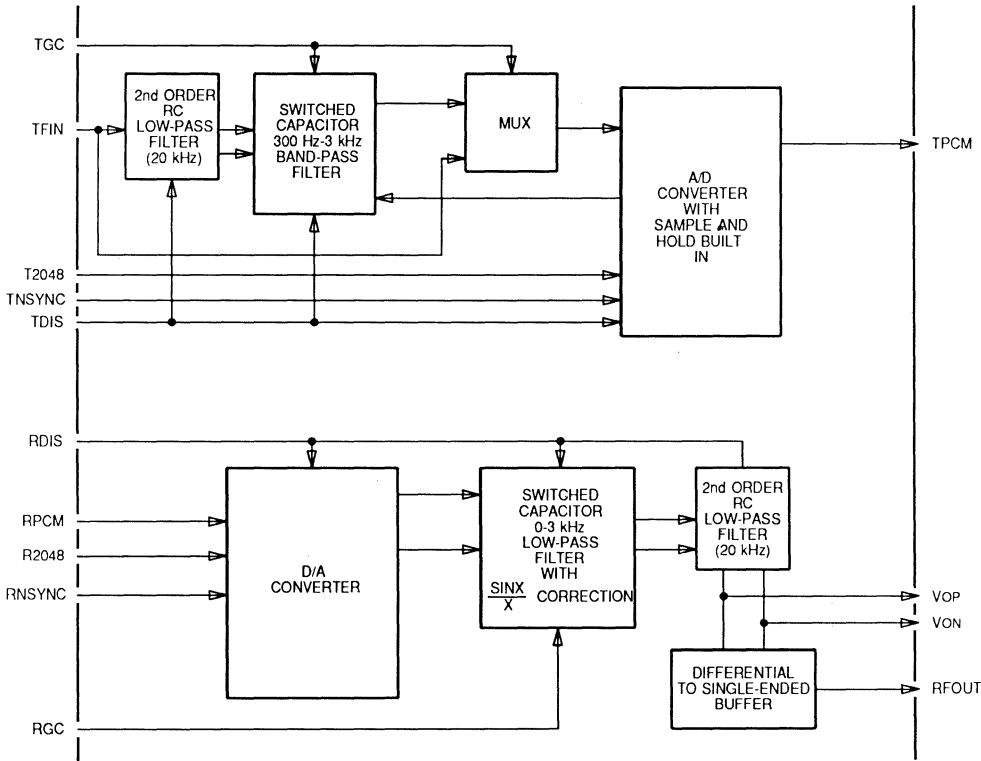 TGC
TFIN
2nd ORDER
RC
LOW-PASS
FILTER
(20 kHz)
SWITCHED
CAPACITOR
300 Hz-3 kHz
BAND-PASS
FILTER
MUX
A/D
CONVERTER
WITH
SAMPLE AND
HOLD BUILT
IN
TPCM
T2048
TNSYNC
TDIS
RDIS
RPCM
R2048
RNSYNC
D/A
CONVERTER
SWITCHED
CAPACITOR
0-3 kHz
LOW-PASS
FILTER
WITH
SINX
X CORRECTION
2nd ORDER
RC
LOW-PASS
FILTER
(20 kHz)
VOP
VON
DIFFERENTIAL
TO SINGLE-ENDED
BUFFER
RFOUT
RGC